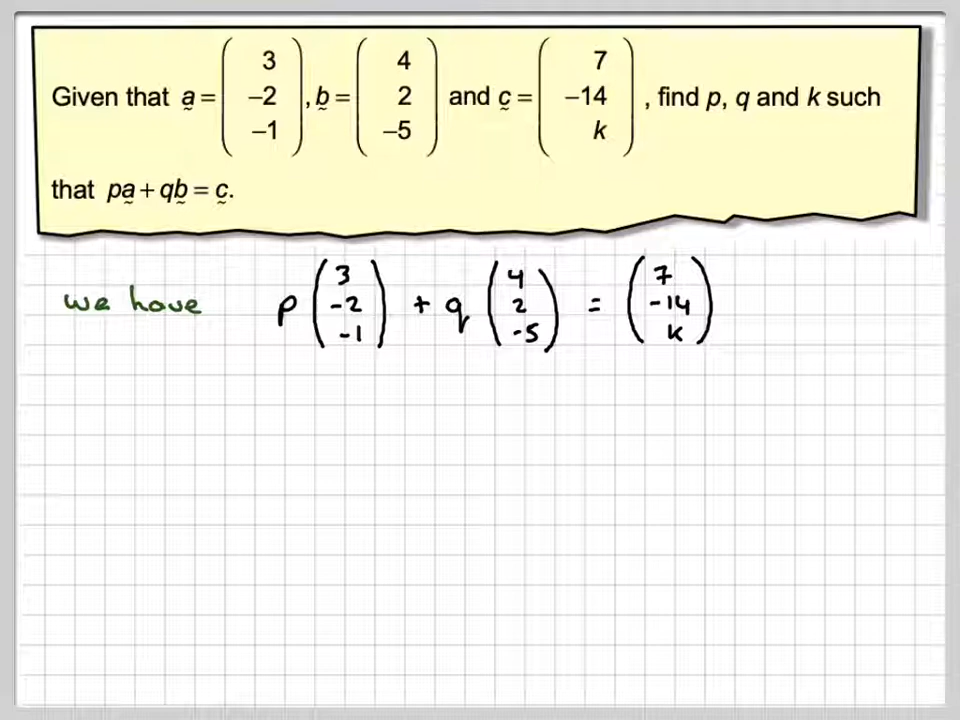 Given that a = ( 3 –2 –1 ), b = ( 4 2 –5 ) and c = ( 7 –14 k ), find p, q and k such
that pa + qb = c.
we have p ( 3 -2 -1 ) + q ( 4 2 -5 ) = ( 7 -14 k )